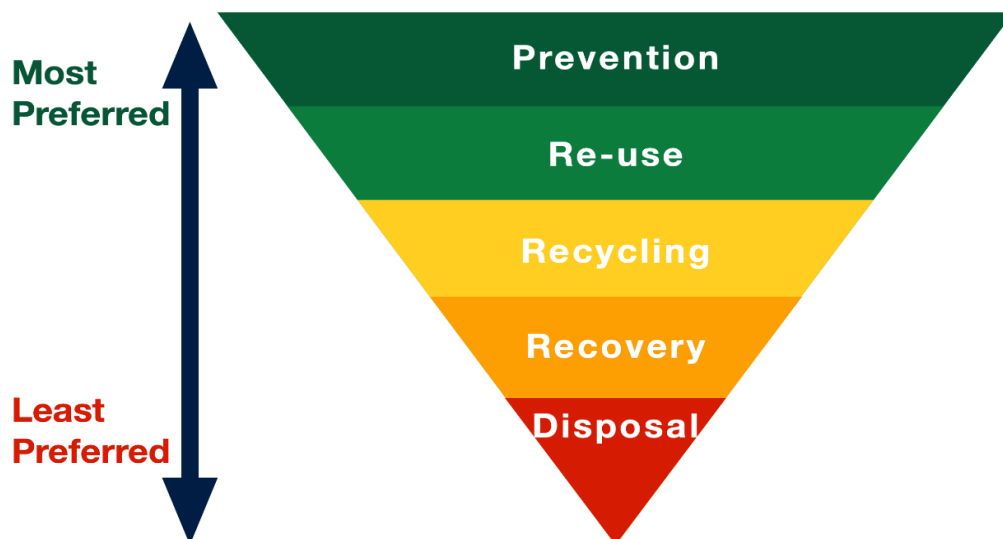 Most
Preferred
Prevention
Re-use
Recycling
Recovery
Least
Preferred
Disposal